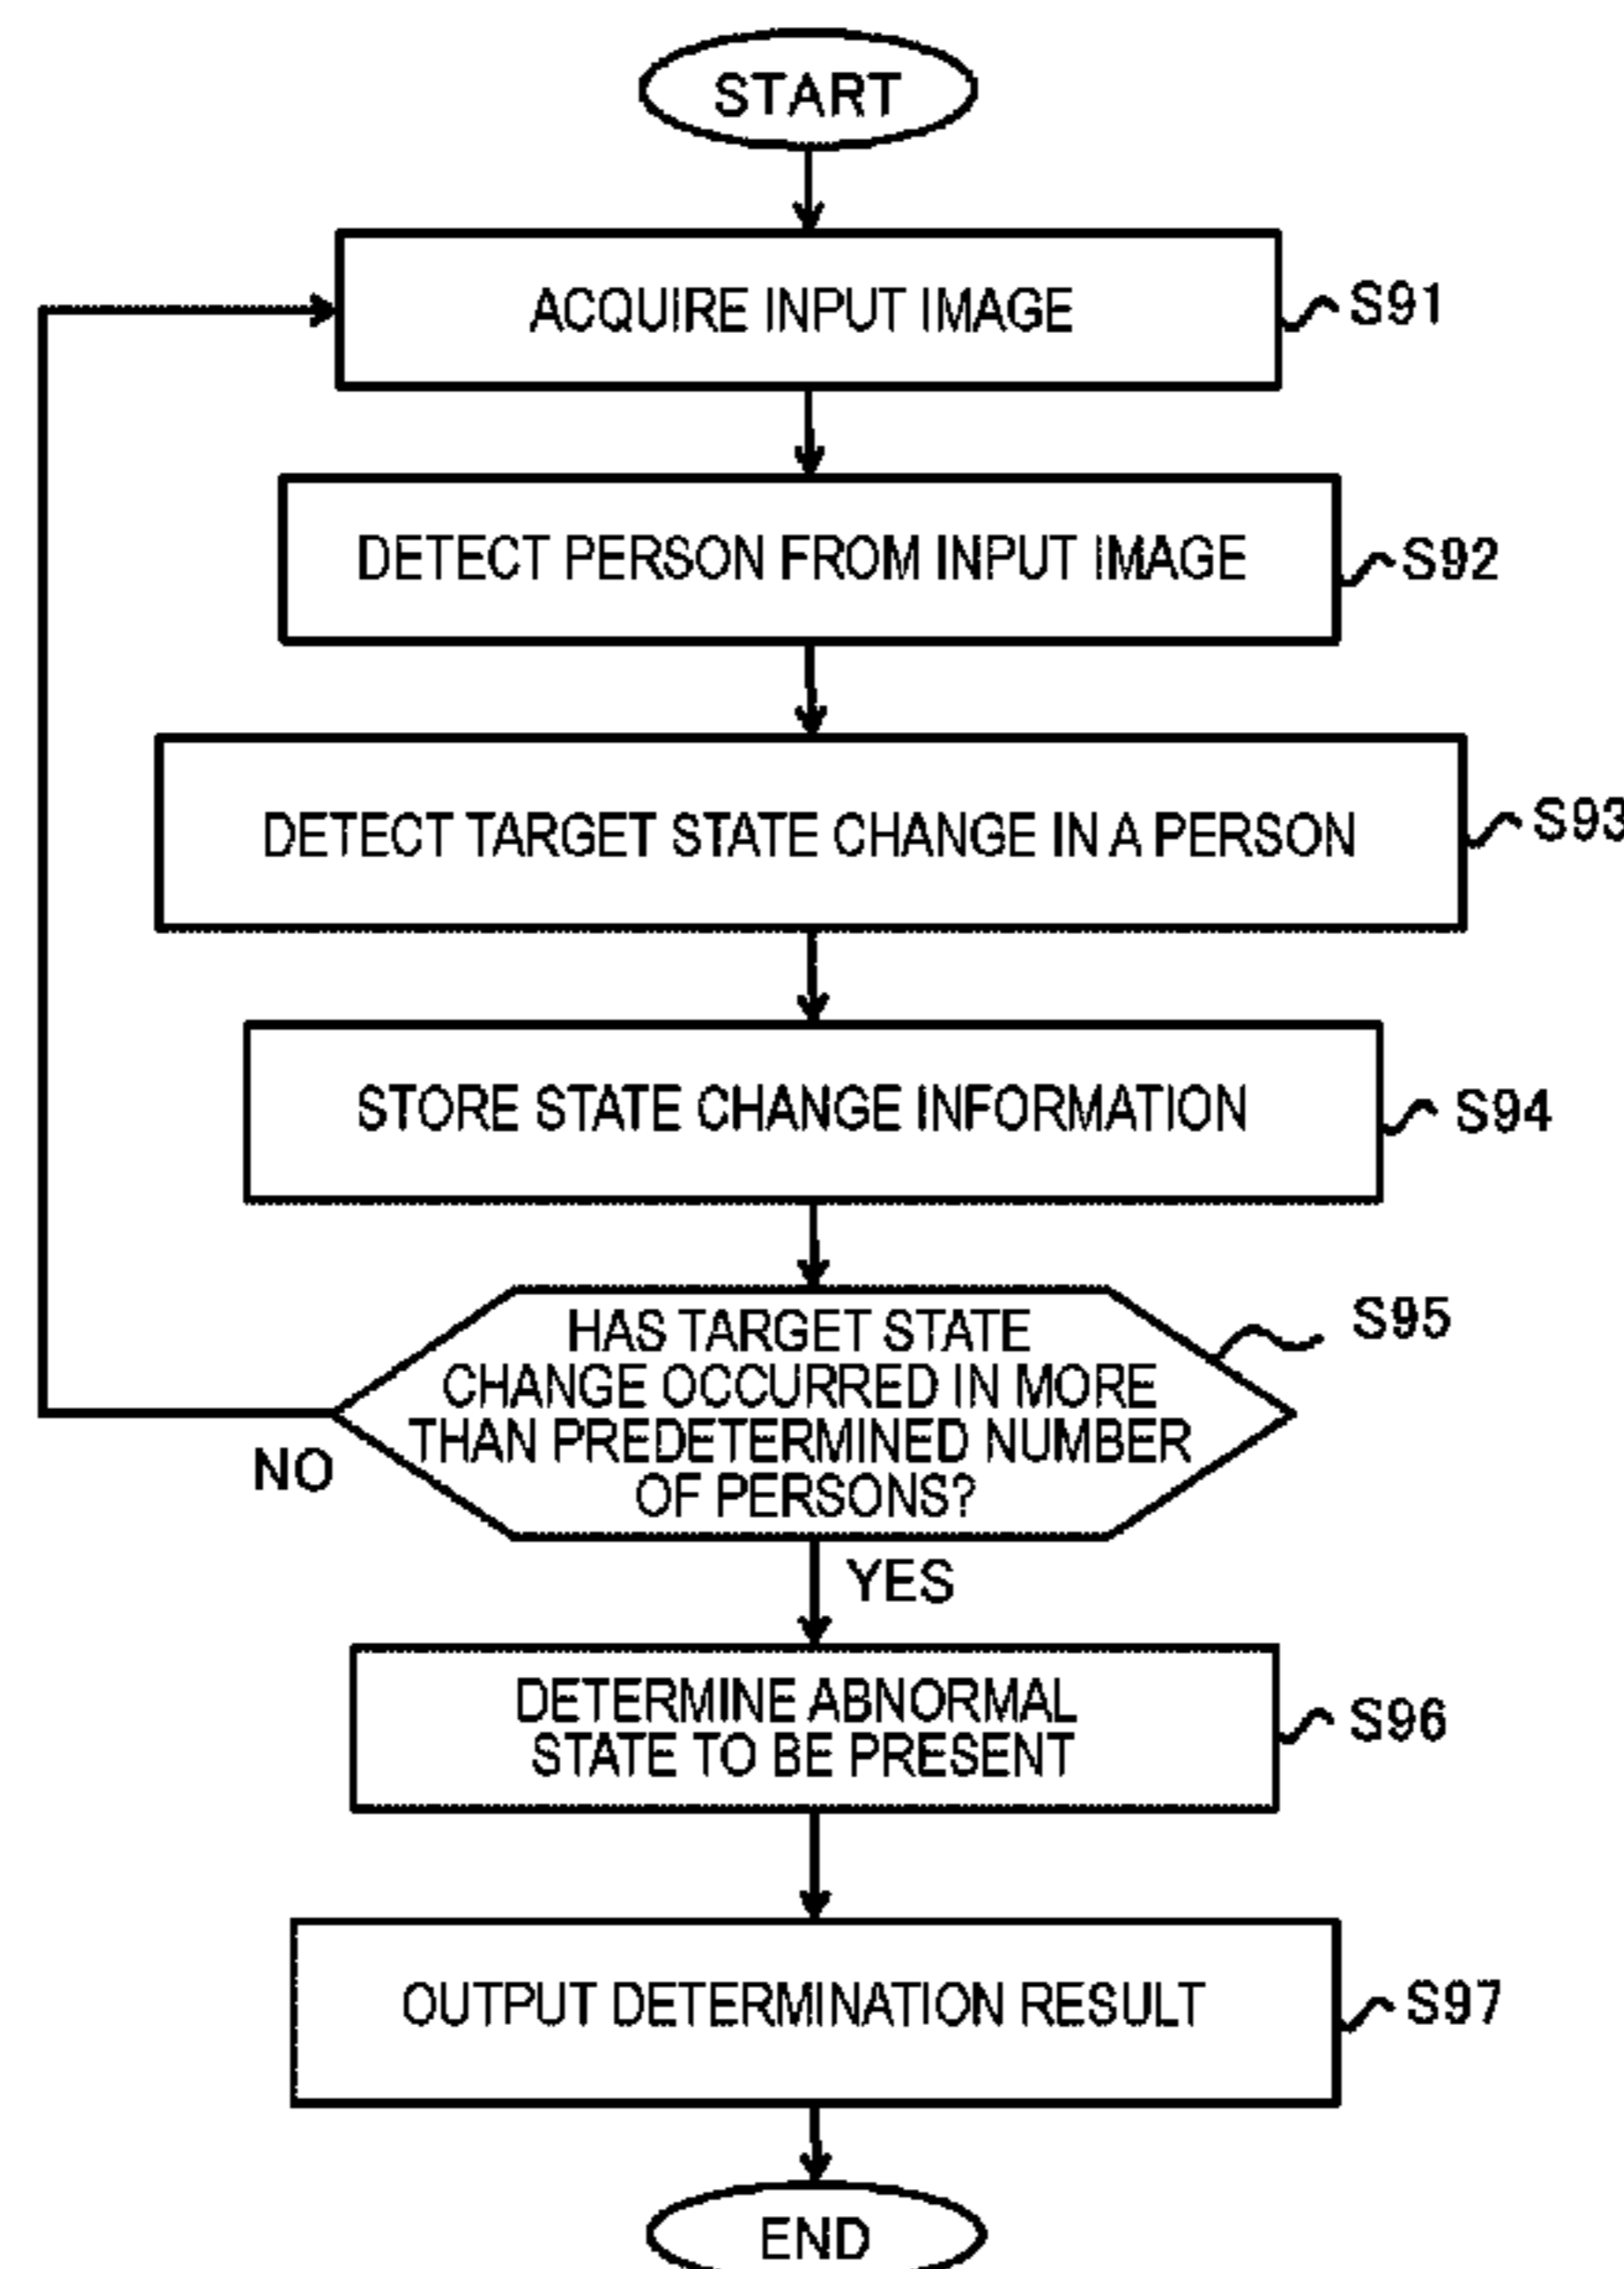 START
ACQUIRE INPUT IMAGE
S91
DETECT PERSON FROM INPUT IMAGE
S92
DETECT TARGET STATE CHANGE IN A PERSON
S93
STORE STATE CHANGE INFORMATION
S94
HAS TARGET STATE
CHANGE OCCURRED IN MORE
THAN PREDETERMINED NUMBER
OF PERSONS?
S95
NO
YES
DETERMINE ABNORMAL
STATE TO BE PRESENT
S96
OUTPUT DETERMINATION RESULT
S97
END